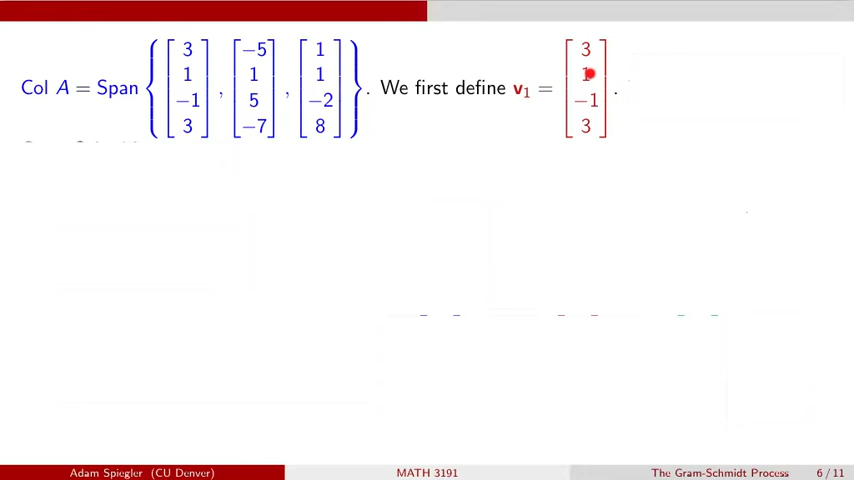 Col A = Span { [3 1 −1 3] , [−5 1 5 −7] , [1 1 −2 8] } . We first define v₁ = [3 1 −1 3] .
Adam Spiegler (CU Denver) MATH 3191 The Gram-Schmidt Process 6 / 11